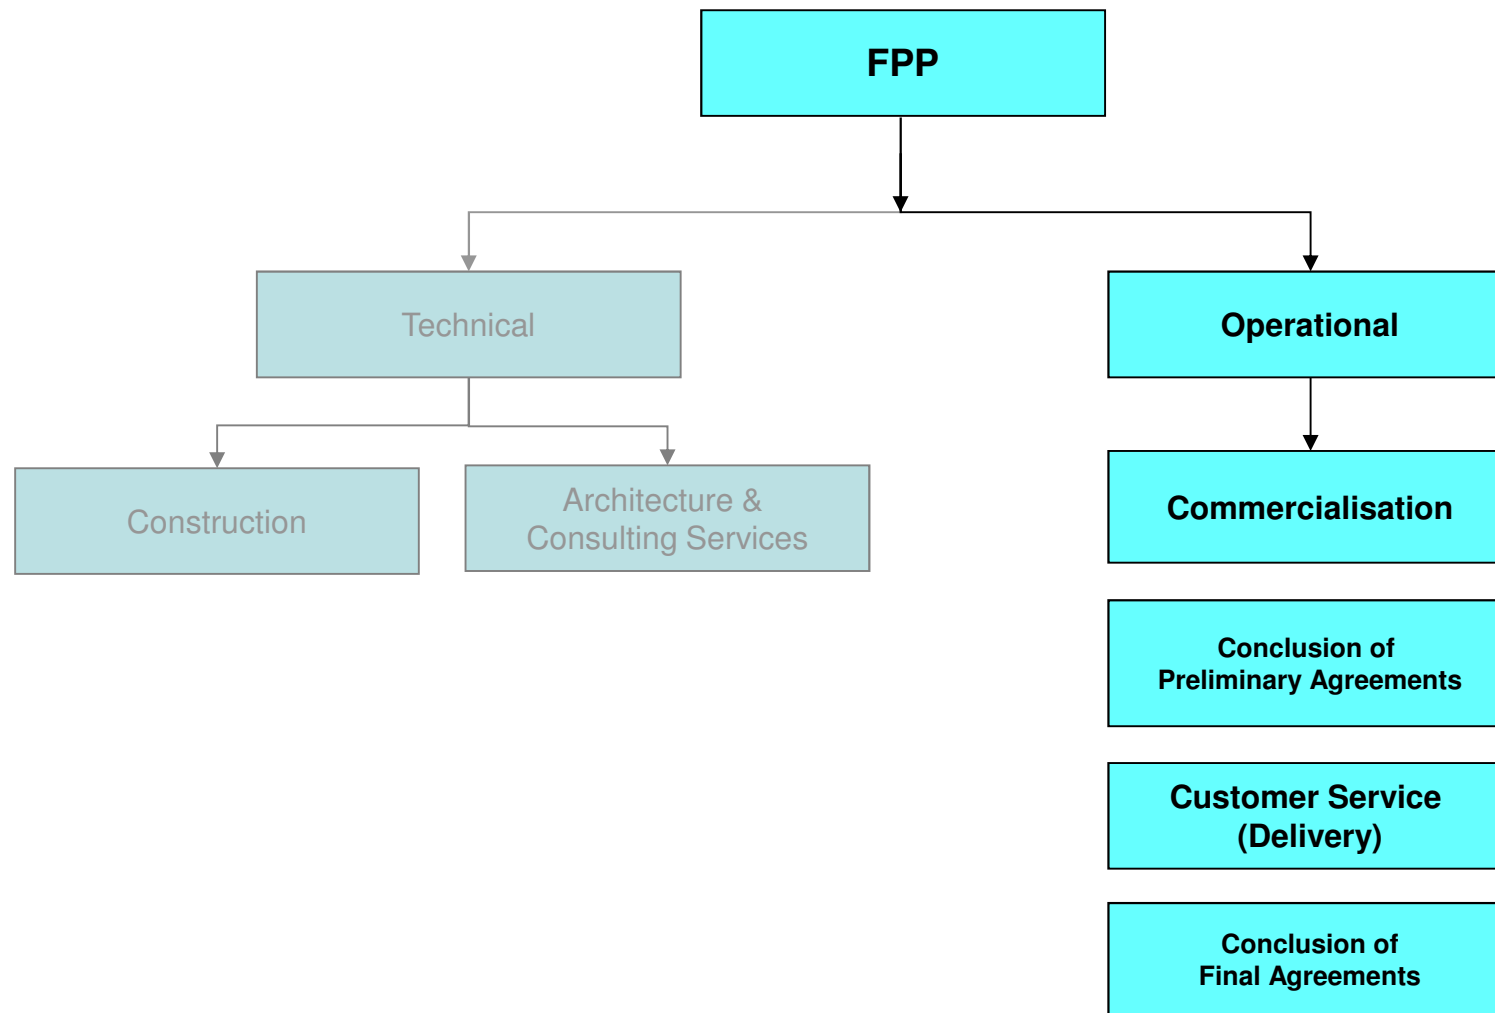 FPP
Technical
Operational
Construction
Architecture &
Consulting Services
Commercialisation
Conclusion of
Preliminary Agreements
Customer Service
(Delivery)
Conclusion of
Final Agreements